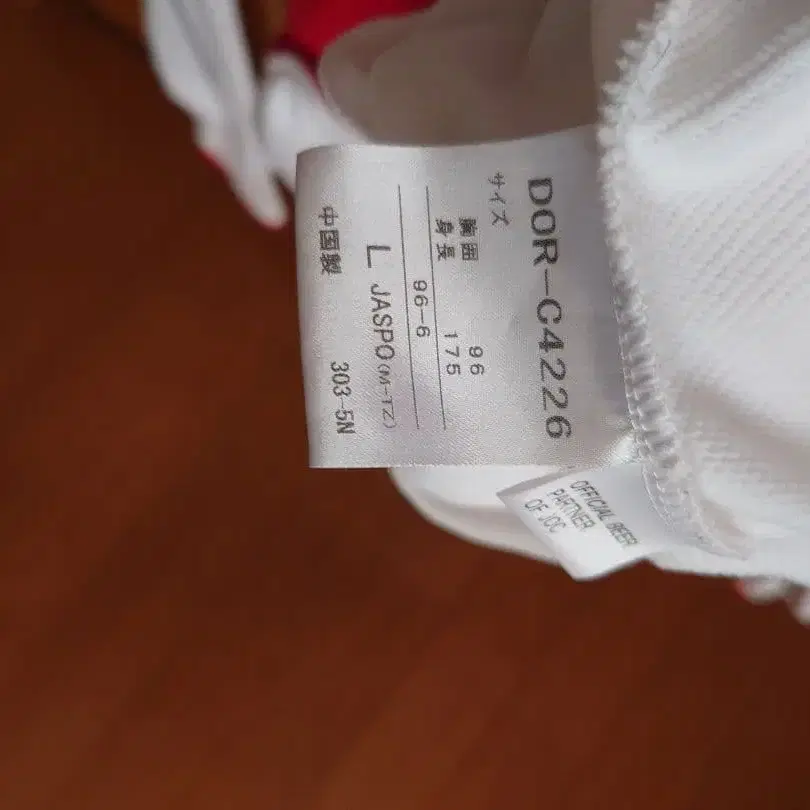 DOR-C4226
サイズ
胸囲 96
身長 175
96-6
L JASPO(M-TZ)
中国製 303-5N
OFFICIAL BEER
PARTNER
OF JOC